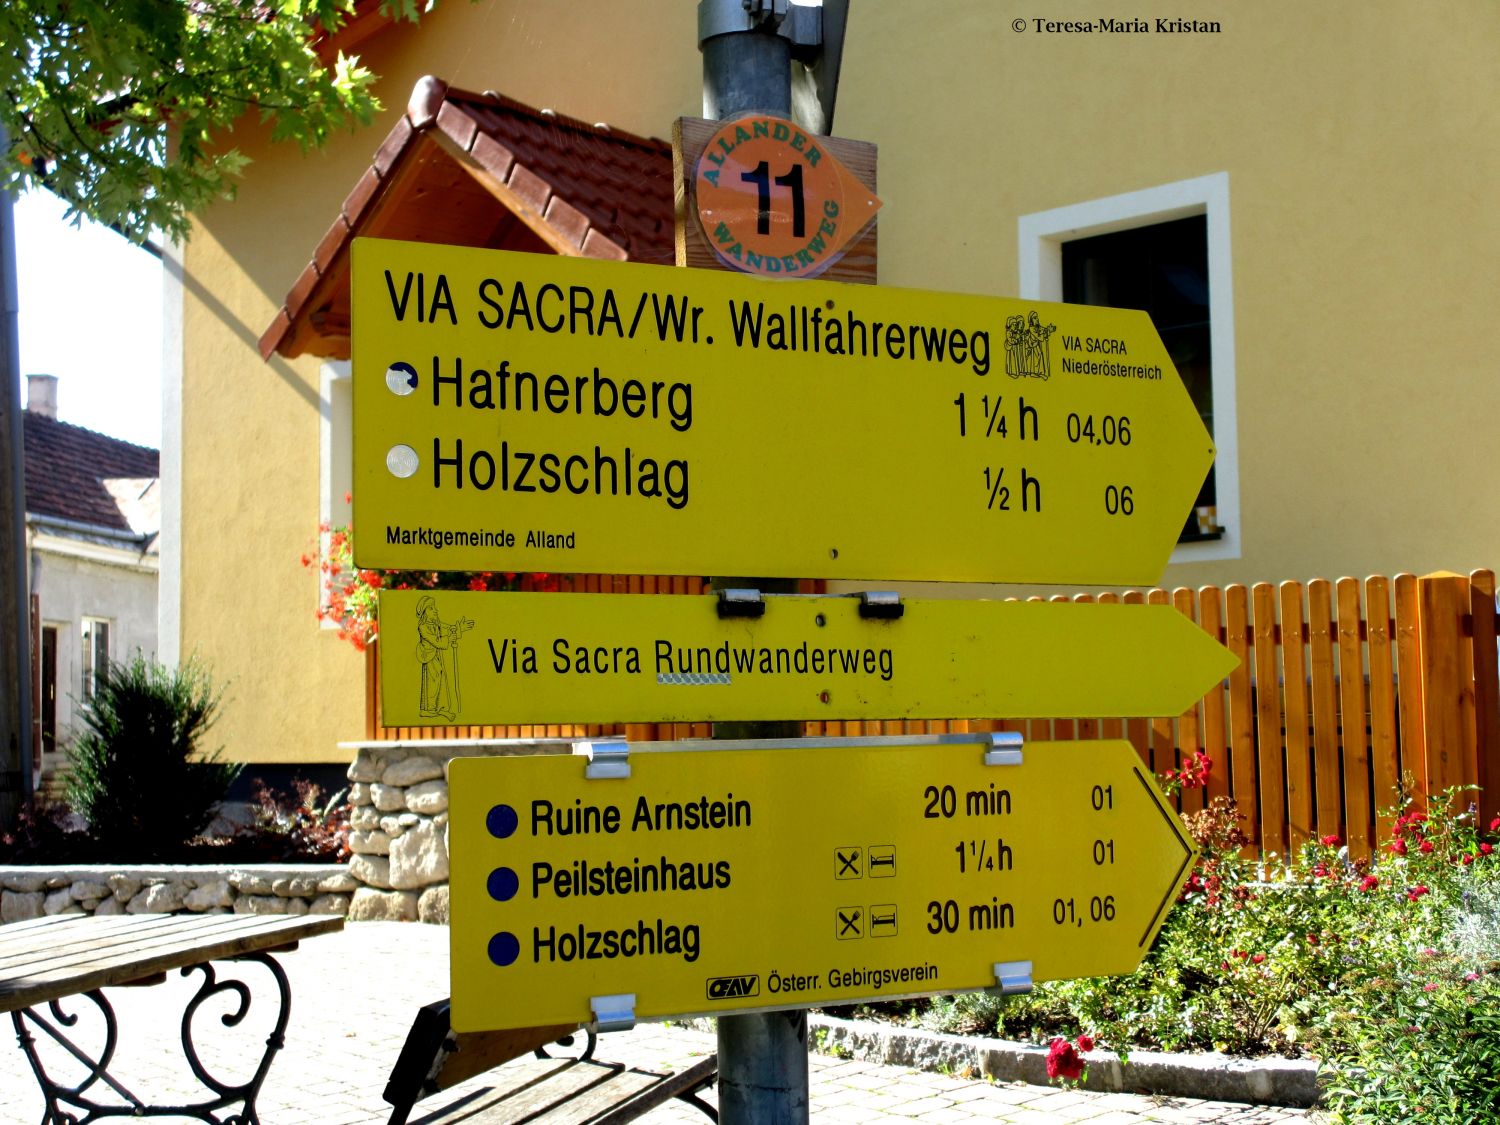 © Teresa-Maria Kristan
ALLANDER
11
WANDERWEG
VIA SACRA/Wr. Wallfahrerweg
VIA SACRA
Niederösterreich
Hafnerberg 1 ¼ h 04,06
Holzschlag ½ h 06
Marktgemeinde Alland
Via Sacra Rundwanderweg
Ruine Arnstein 20 min 01
Peilsteinhaus 1¼ h 01
Holzschlag 30 min 01, 06
ŒAV Österr. Gebirgsverein